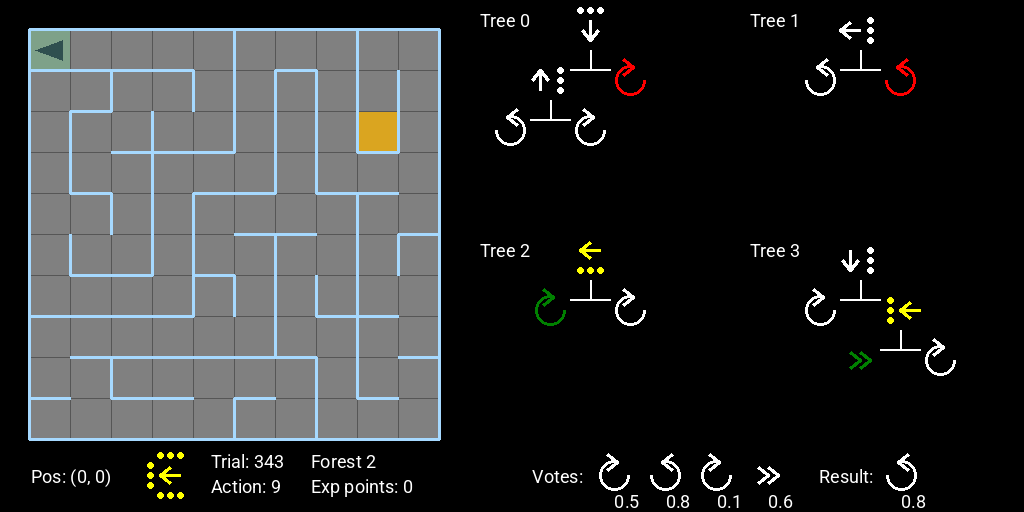 Tree 0
Tree 1
Tree 2
Tree 3
Pos: (0, 0)
Trial: 343
Forest 2
Action: 9
Exp points: 0
Votes:
0.5
0.8
0.1
0.6
Result:
0.8